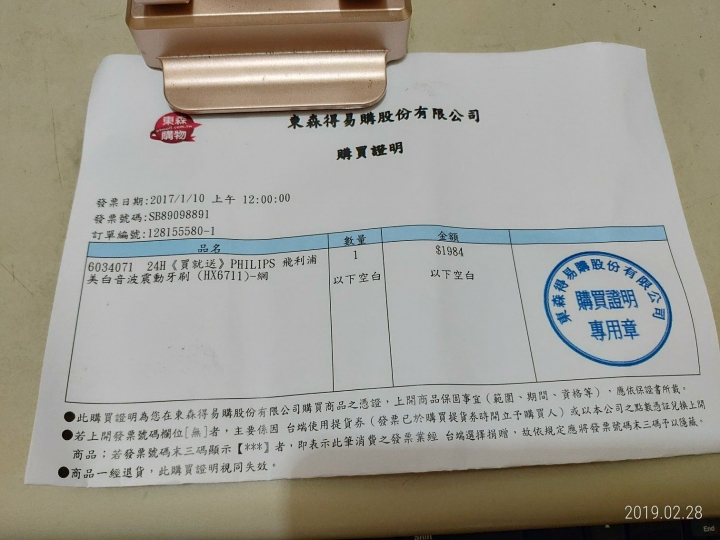 東森
購物
東森得易購股份有限公司
購買證明
發票日期:2017/1/10 上午 12:00:00
發票號碼:SB89098891
訂單編號:128155580-1
品名 數量 金額
6034071 24H《買就送》PHILIPS 飛利浦 1 $1984
美白音波震動牙刷 (HX6711)-網 以下空白 以下空白
東森得易購股份有限公司
購買證明
專用章
●此購買證明為您在東森得易購股份有限公司購買商品之憑證，上開商品保固事宜（範圍、期間、資格等），應依保證書所載。
●若上開發票號碼欄位[無]者，主要係因 台端使用提貨券（發票已於購買提貨券時開立予購買人）或以本公司之點數憑證兌換上開
商品；若發票號碼末三碼顯示【***】者，即表示此筆消費之發票業經 台端選擇捐贈，故依規定應將發票號碼末三碼予以隱藏。
●商品一經退貨，此購買證明視同失效。
2019.02.28
End